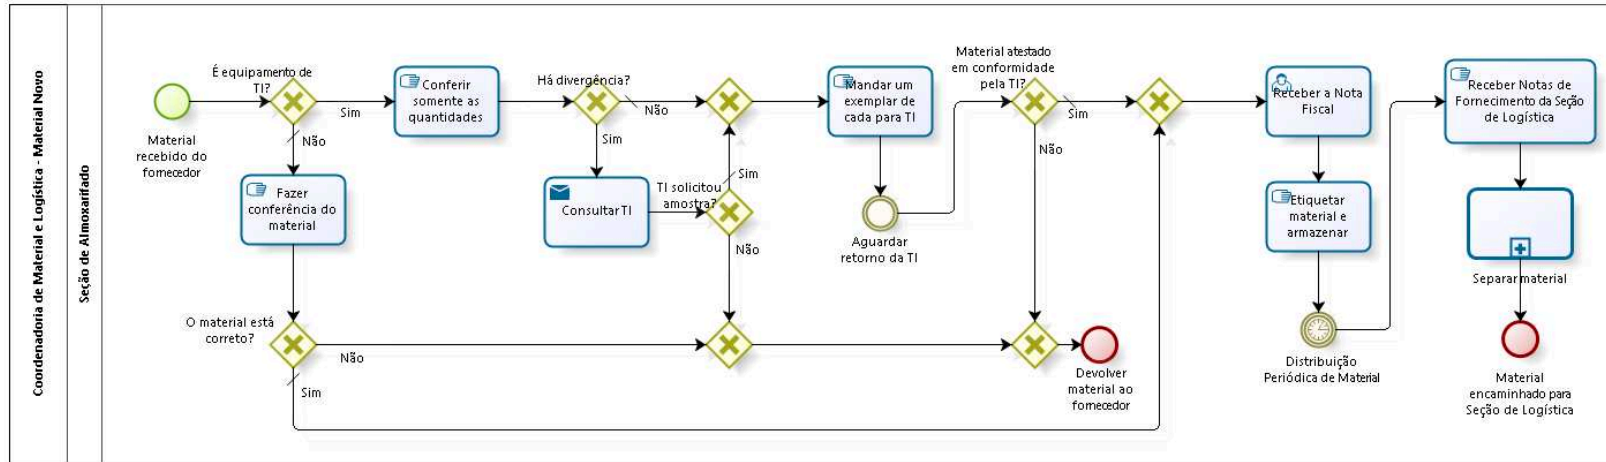 Coordenadoria de Material e Logística - Material Novo
Seção de Almoxarifado
Material
recebido do
fornecedor
É equipamento de
TI?
Sim
Não
Conferir
somente as
quantidades
Fazer
conferência do
material
O material está
correto?
Não
Sim
Há divergência?
Não
Sim
Consultar TI
TI solicitou
amostra?
Sim
Não
Mandar um
exemplar de
cada para TI
Aguardar
retorno da TI
Material atestado
em conformidade
pela TI?
Sim
Não
Devolver
material ao
fornecedor
Receber a Nota
Fiscal
Etiquetar
material e
armazenar
Distribuição
Periódica de Material
Receber Notas de
Fornecimento da Seção
de Logística
Separar material
Material
encaminhado para
Seção de Logística